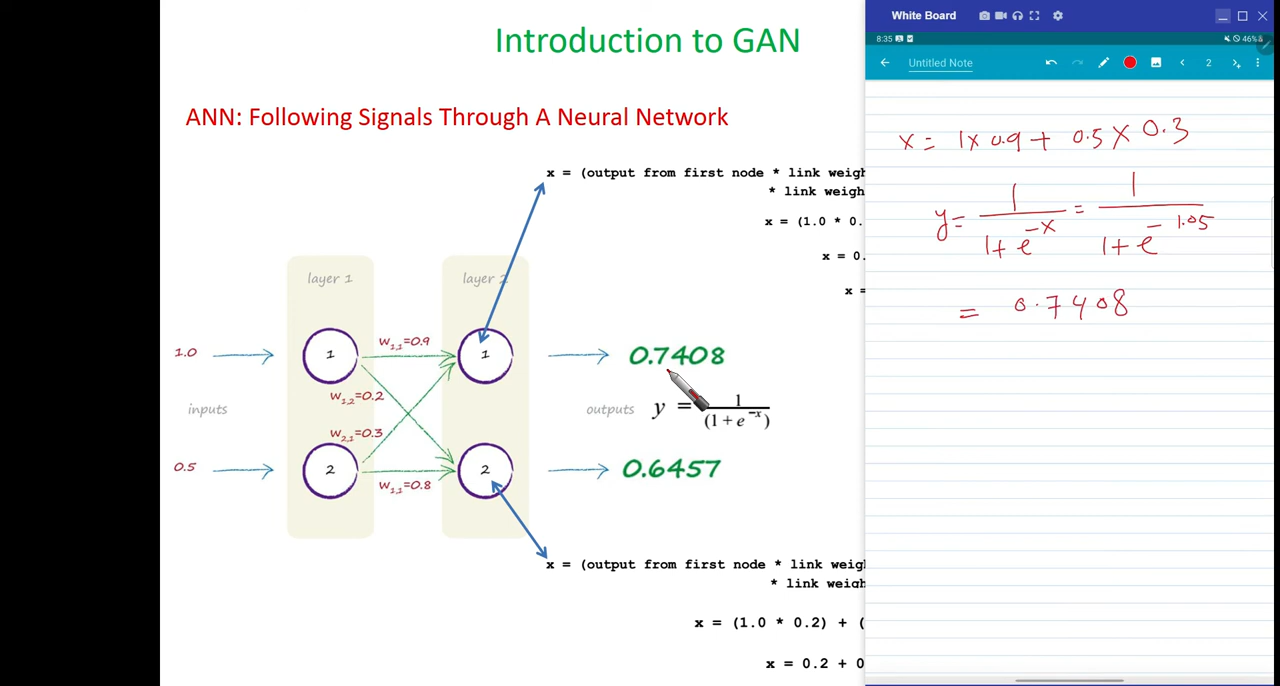 Introduction to GAN
ANN: Following Signals Through A Neural Network
x = (output from first node * link weigh
* link weigh
x = (1.0 * 0.
x = 0.
x =
layer 1
layer 2
1.0
1
w1,1=0.9
1
0.7408
w1,2=0.2
inputs
outputs
y = 1/(1 + e^-x)
w2,1=0.3
0.5
2
w1,1=0.8
2
0.6457
x = (output from first node * link weigh
* link weigh
x = (1.0 * 0.2) + (
x = 0.2 + 0
White Board
8:35
46%
Untitled Note
2
x = 1 x 0.9 + 0.5 x 0.3
y = 1/1 + e^-x = 1/1 + e^-1.05
= 0.7408